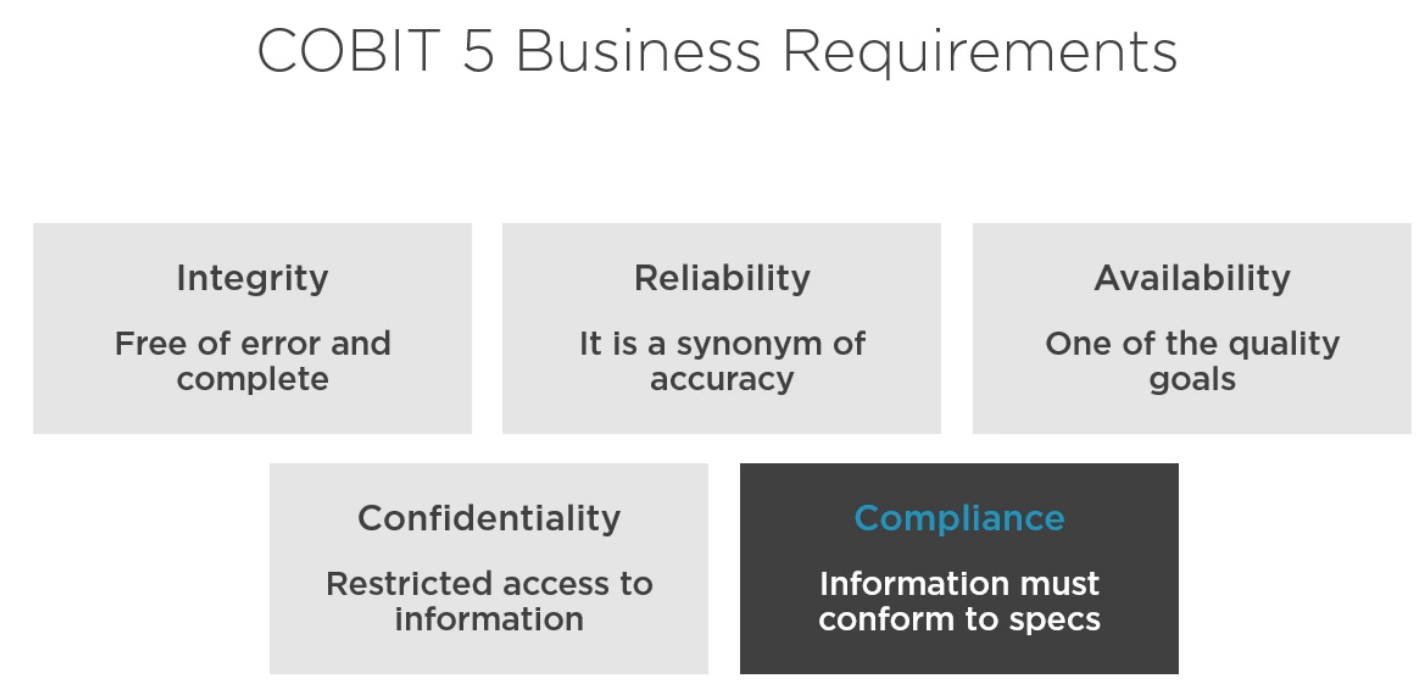 COBIT 5 Business Requirements
Integrity
Free of error and
complete
Reliability
It is a synonym of
accuracy
Availability
One of the quality
goals
Confidentiality
Restricted access to
information
Compliance
Information must
conform to specs